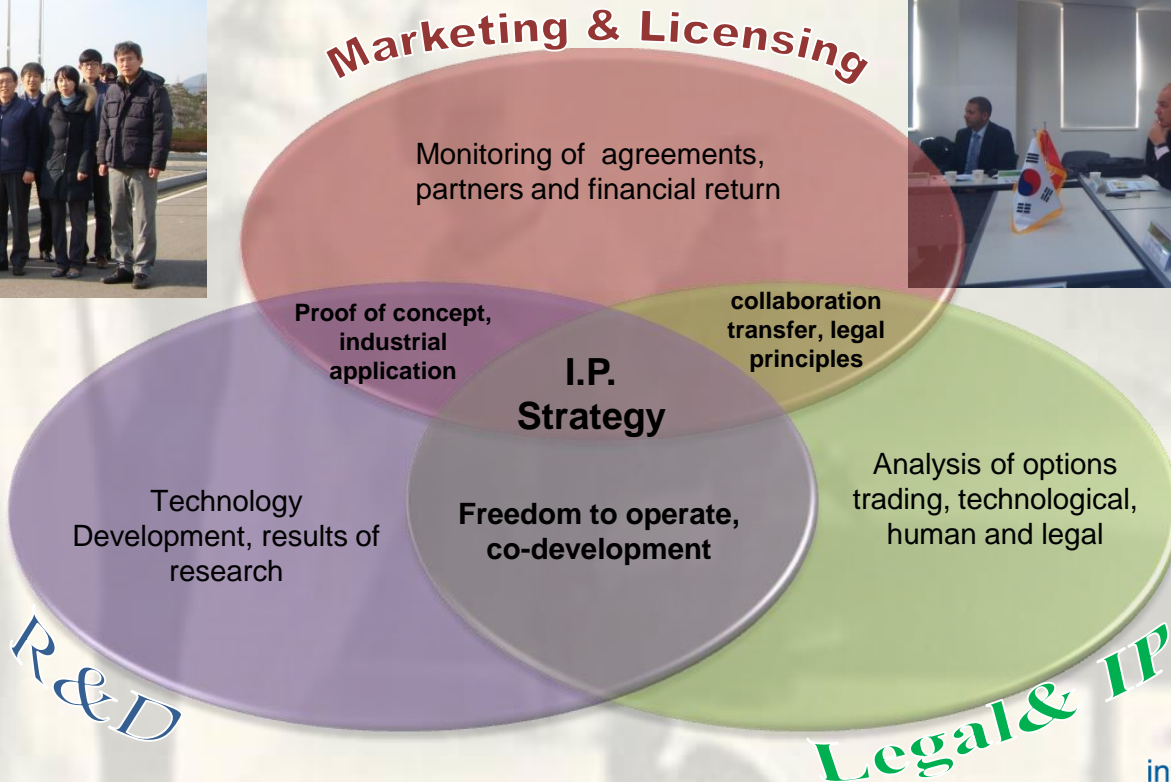 Marketing & Licensing
Monitoring of agreements,
partners and financial return
Proof of concept,
industrial
application
collaboration
transfer, legal
principles
I.P.
Strategy
Technology
Development, results of
research
Freedom to operate,
co-development
Analysis of options
trading, technological,
human and legal
R&D
Legal& IP
in